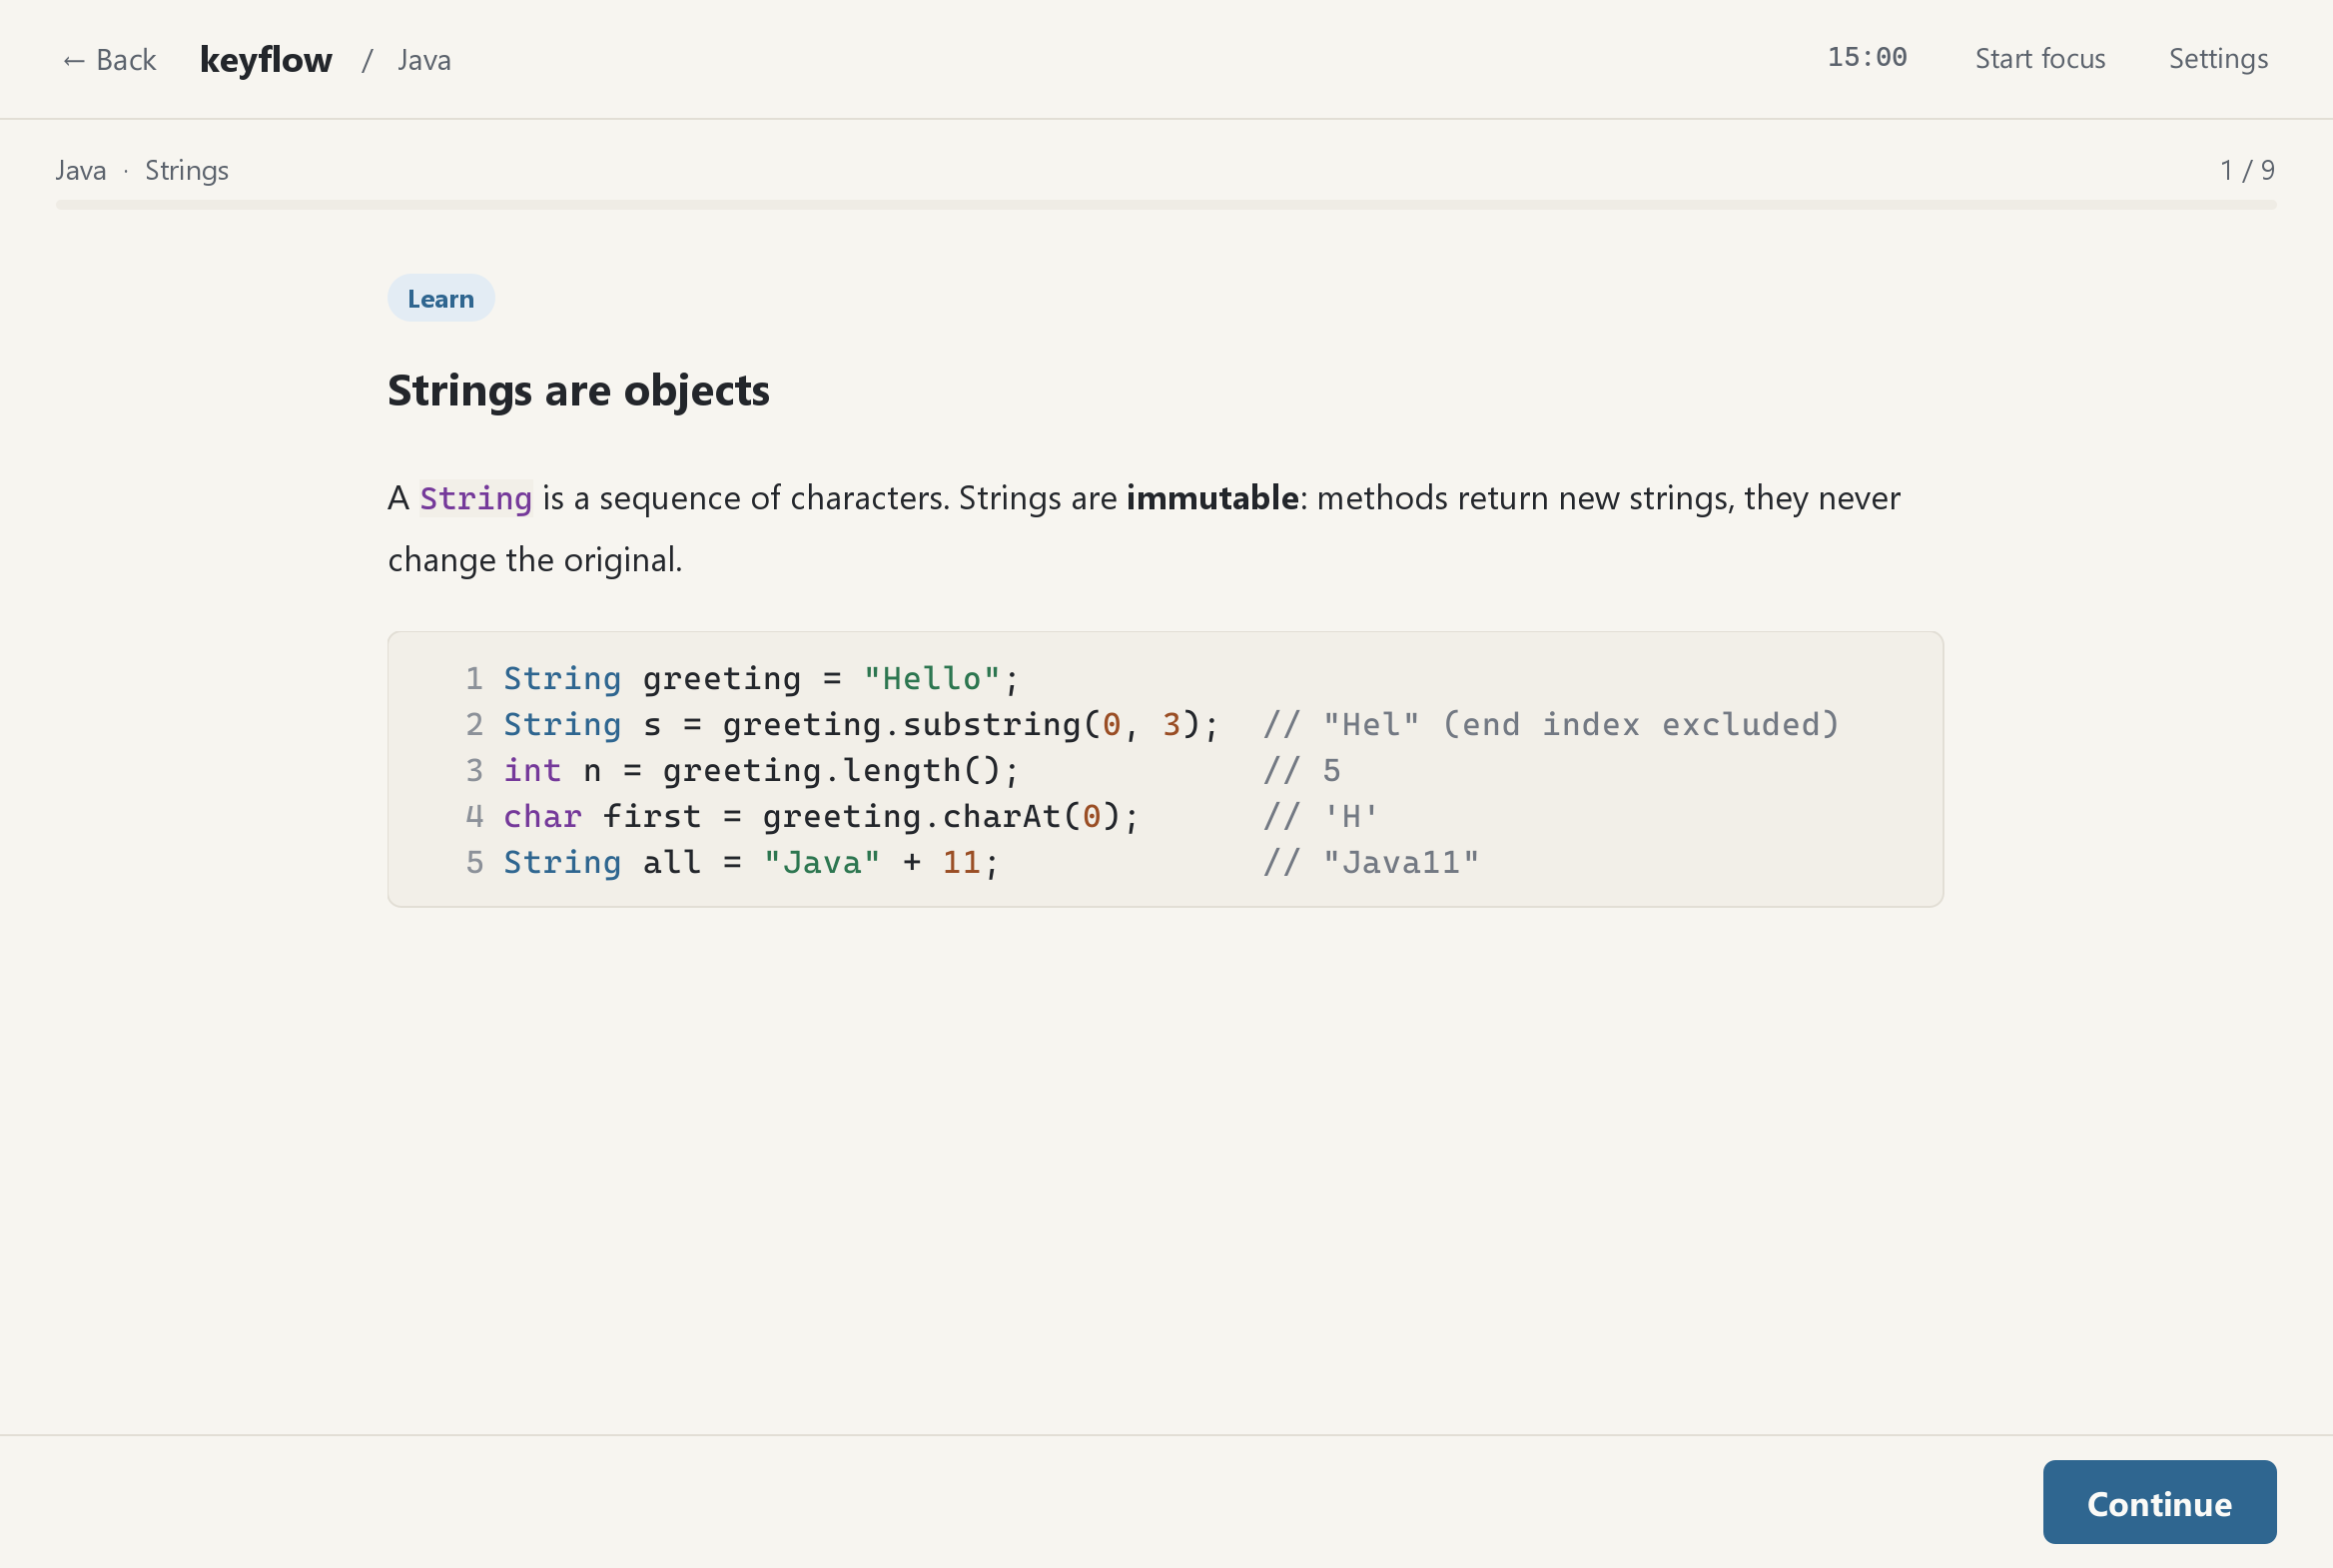 ← Back keyflow / Java 15:00 Start focus Settings
Java · Strings 1 / 9
Learn
Strings are objects
A String is a sequence of characters. Strings are immutable: methods return new strings, they never
change the original.
1 String greeting = "Hello";
2 String s = greeting.substring(0, 3);  // "Hel" (end index excluded)
3 int n = greeting.length();            // 5
4 char first = greeting.charAt(0);      // 'H'
5 String all = "Java" + 11;             // "Java11"
Continue